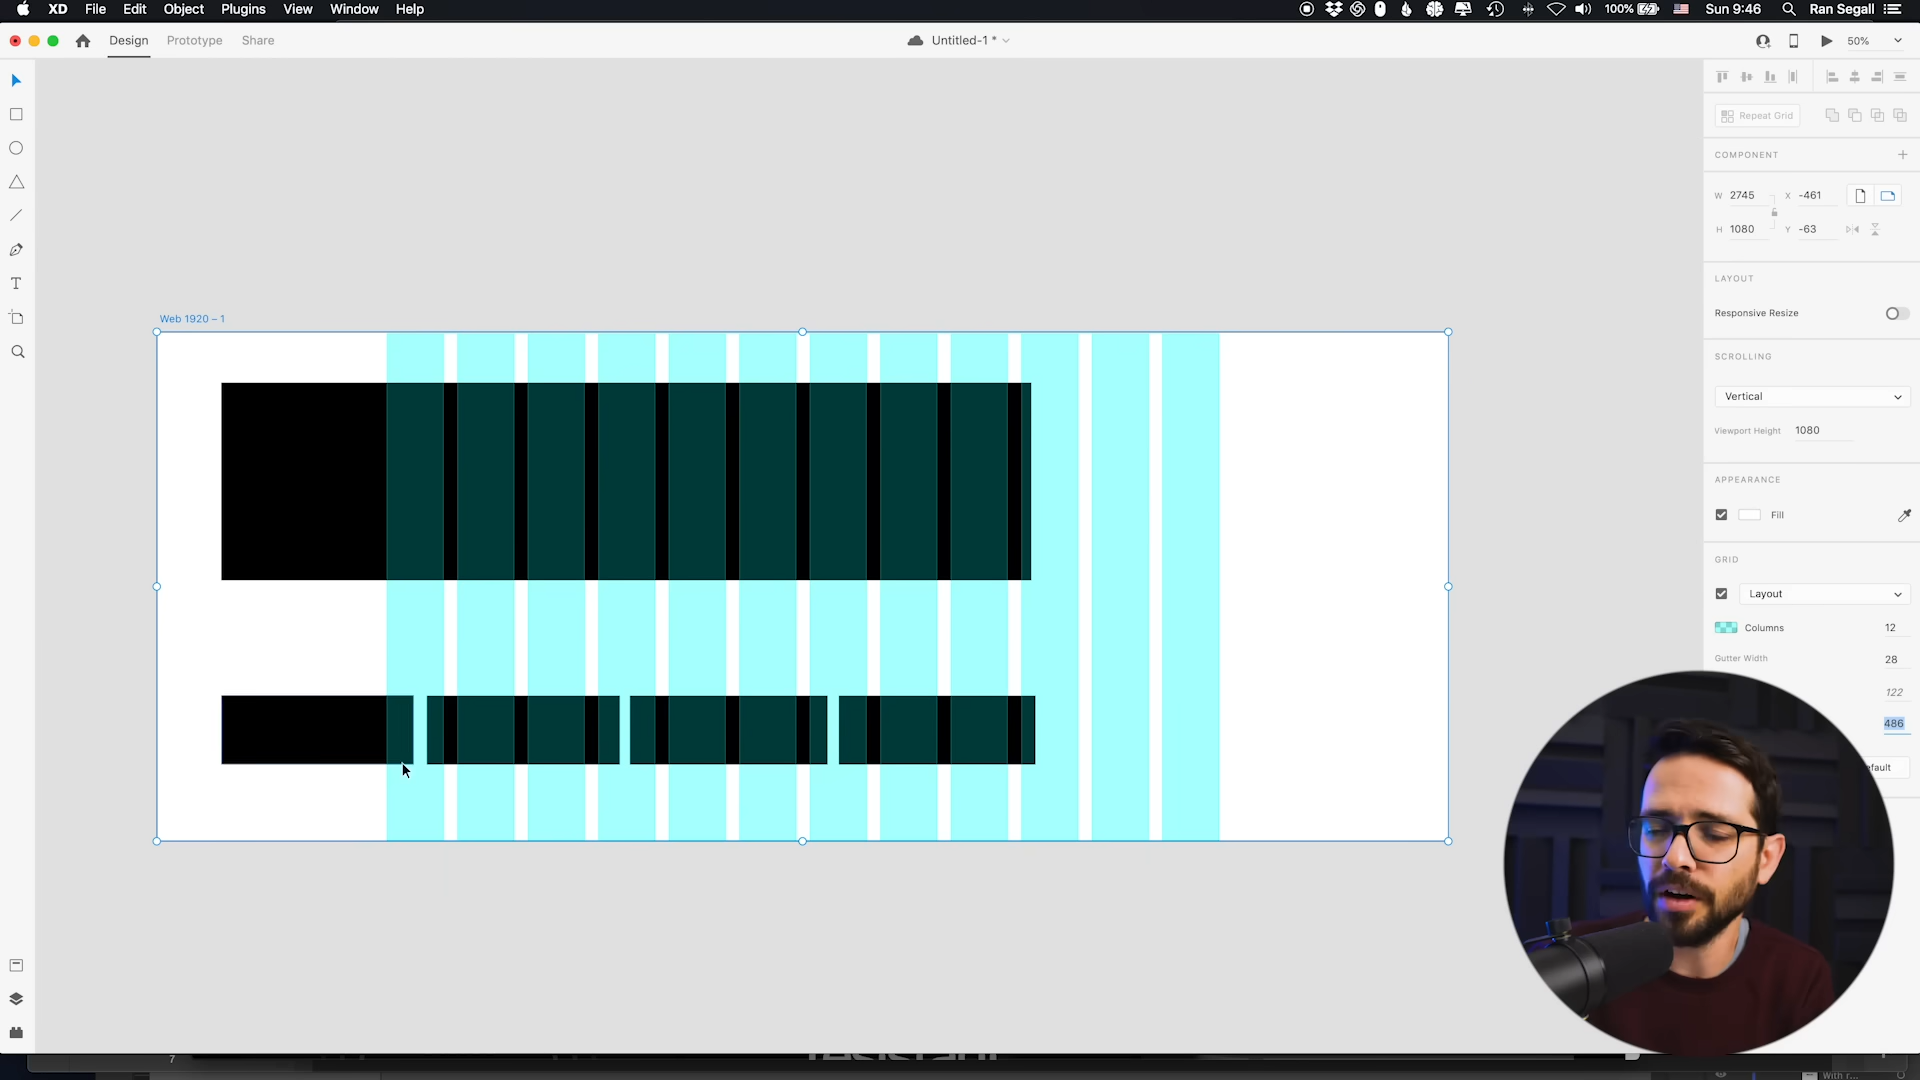 XD File Edit Object Plugins View Window Help
100% Sun 9:46 Ran Segall
Design Prototype Share
Untitled-1 *
50%
Repeat Grid
COMPONENT
W 2745 X -461
H 1080 Y -63
LAYOUT
Responsive Resize
SCROLLING
Vertical
Viewport Height 1080
APPEARANCE
Fill
GRID
Layout
Columns 12
Gutter Width 28
122
486
efault
Web 1920 – 1
7
With r...